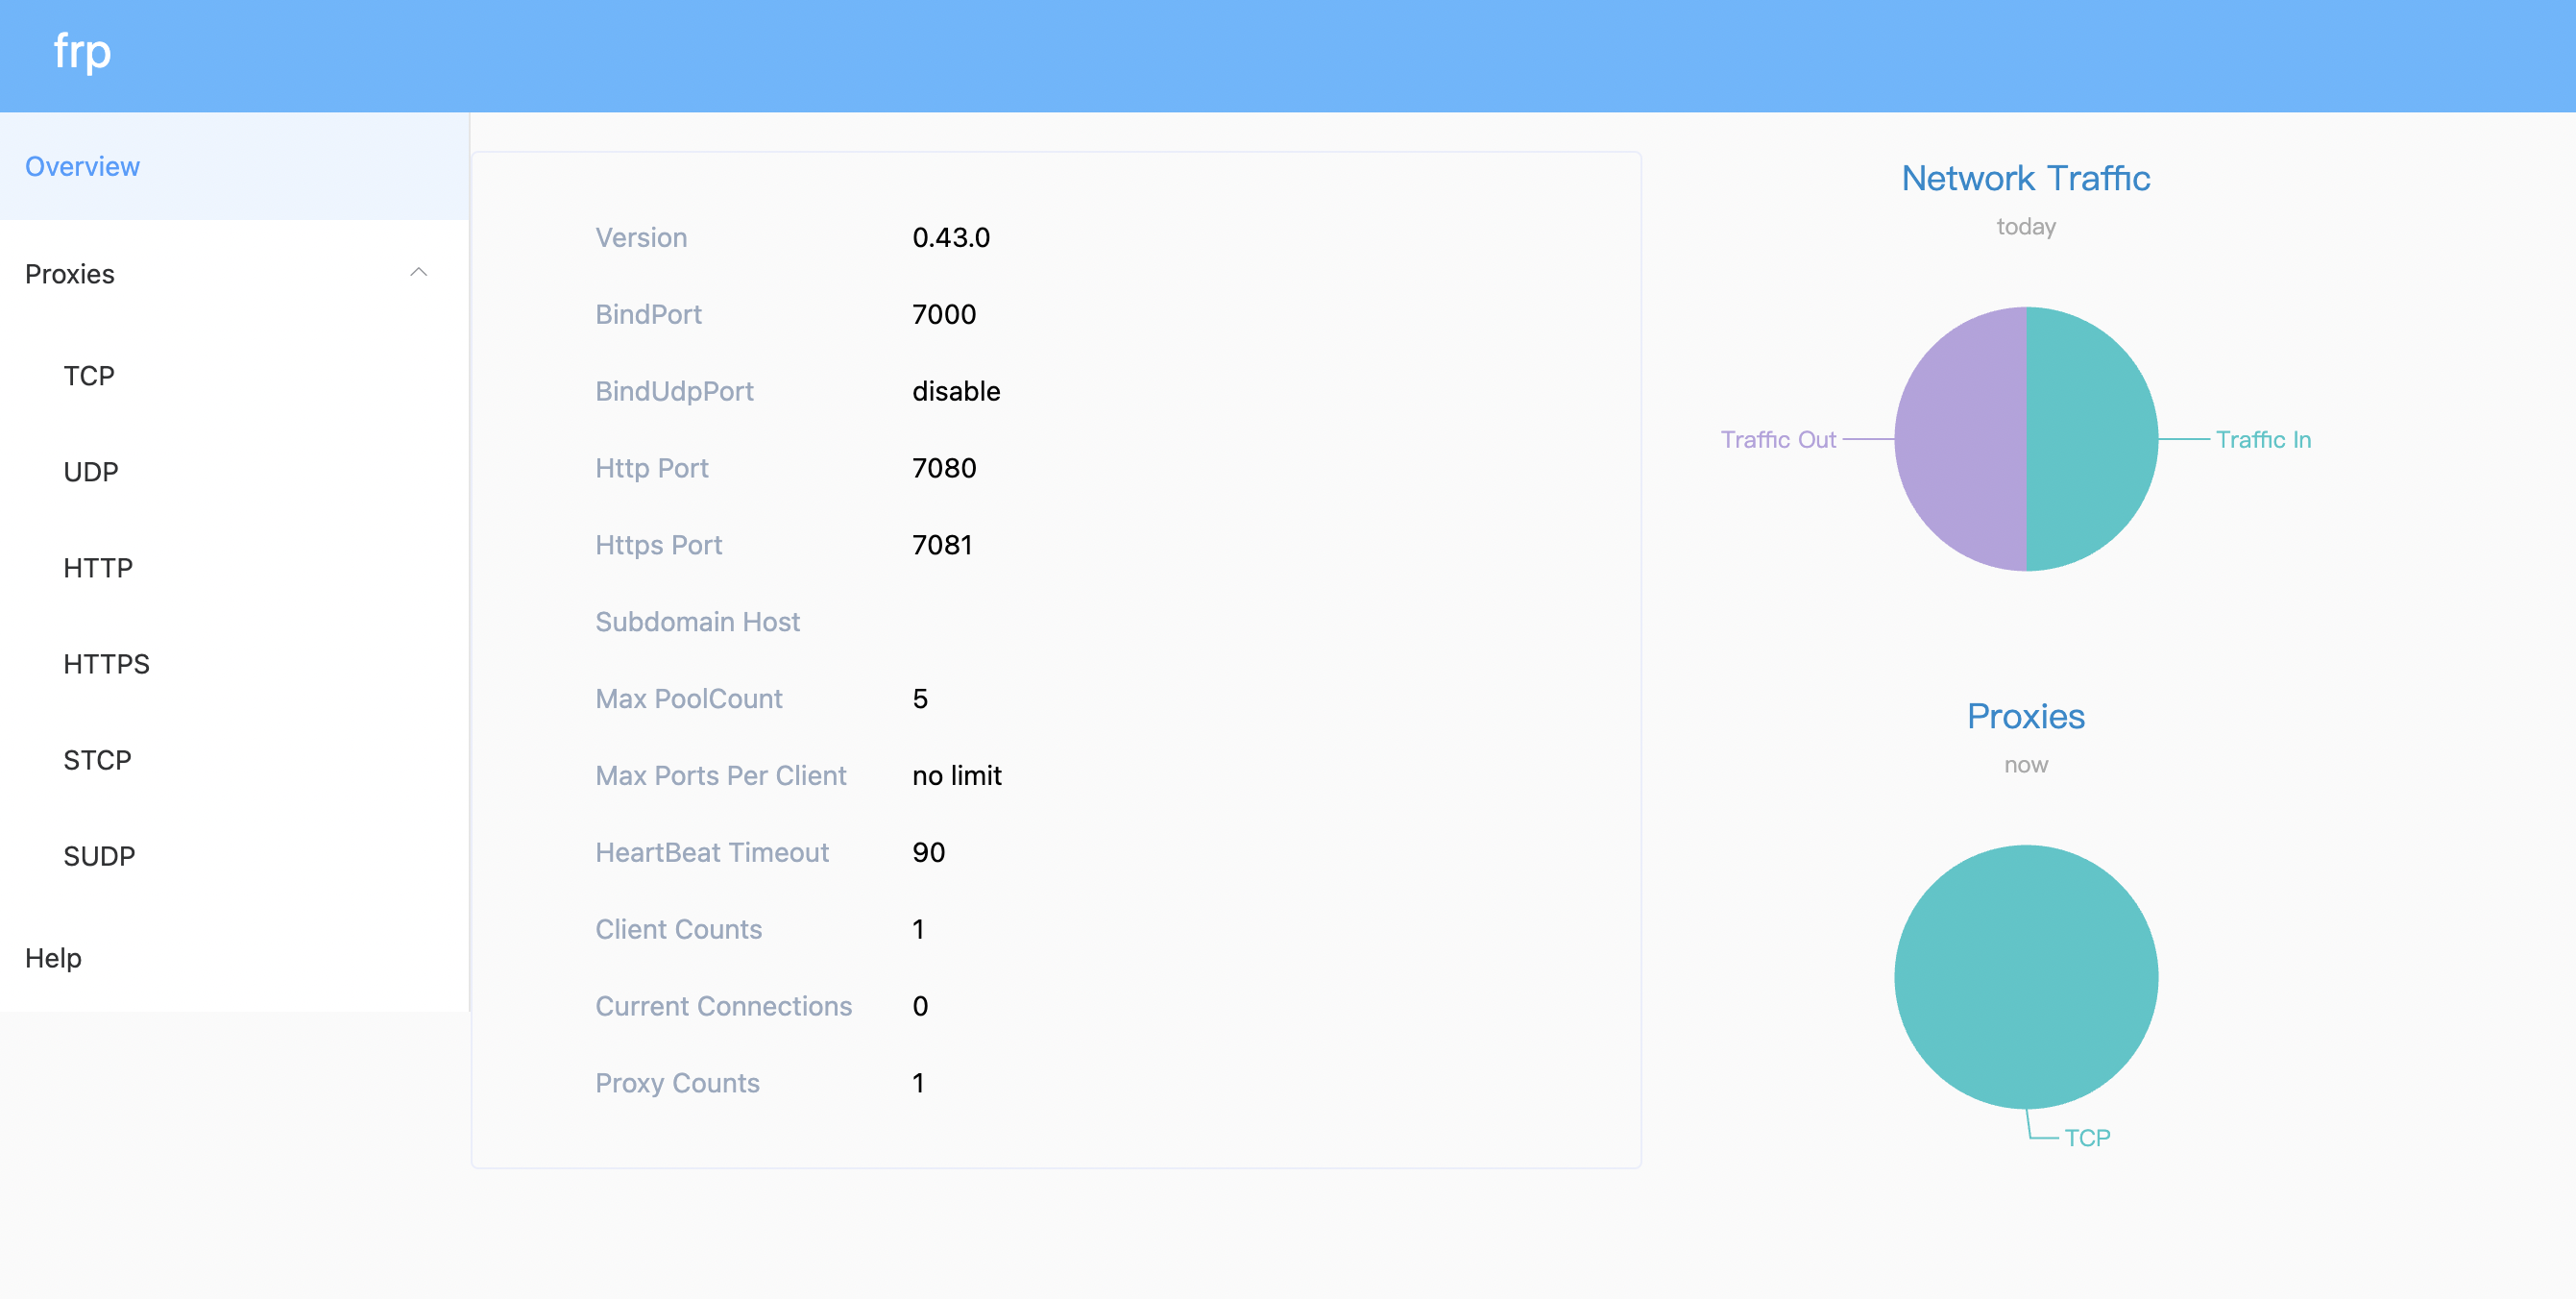 frp
Overview
Proxies
TCP
UDP
HTTP
HTTPS
STCP
SUDP
Help
Version 0.43.0
BindPort 7000
BindUdpPort disable
Http Port 7080
Https Port 7081
Subdomain Host
Max PoolCount 5
Max Ports Per Client no limit
HeartBeat Timeout 90
Client Counts 1
Current Connections 0
Proxy Counts 1
Network Traffic
today
Traffic Out
Traffic In
Proxies
now
TCP